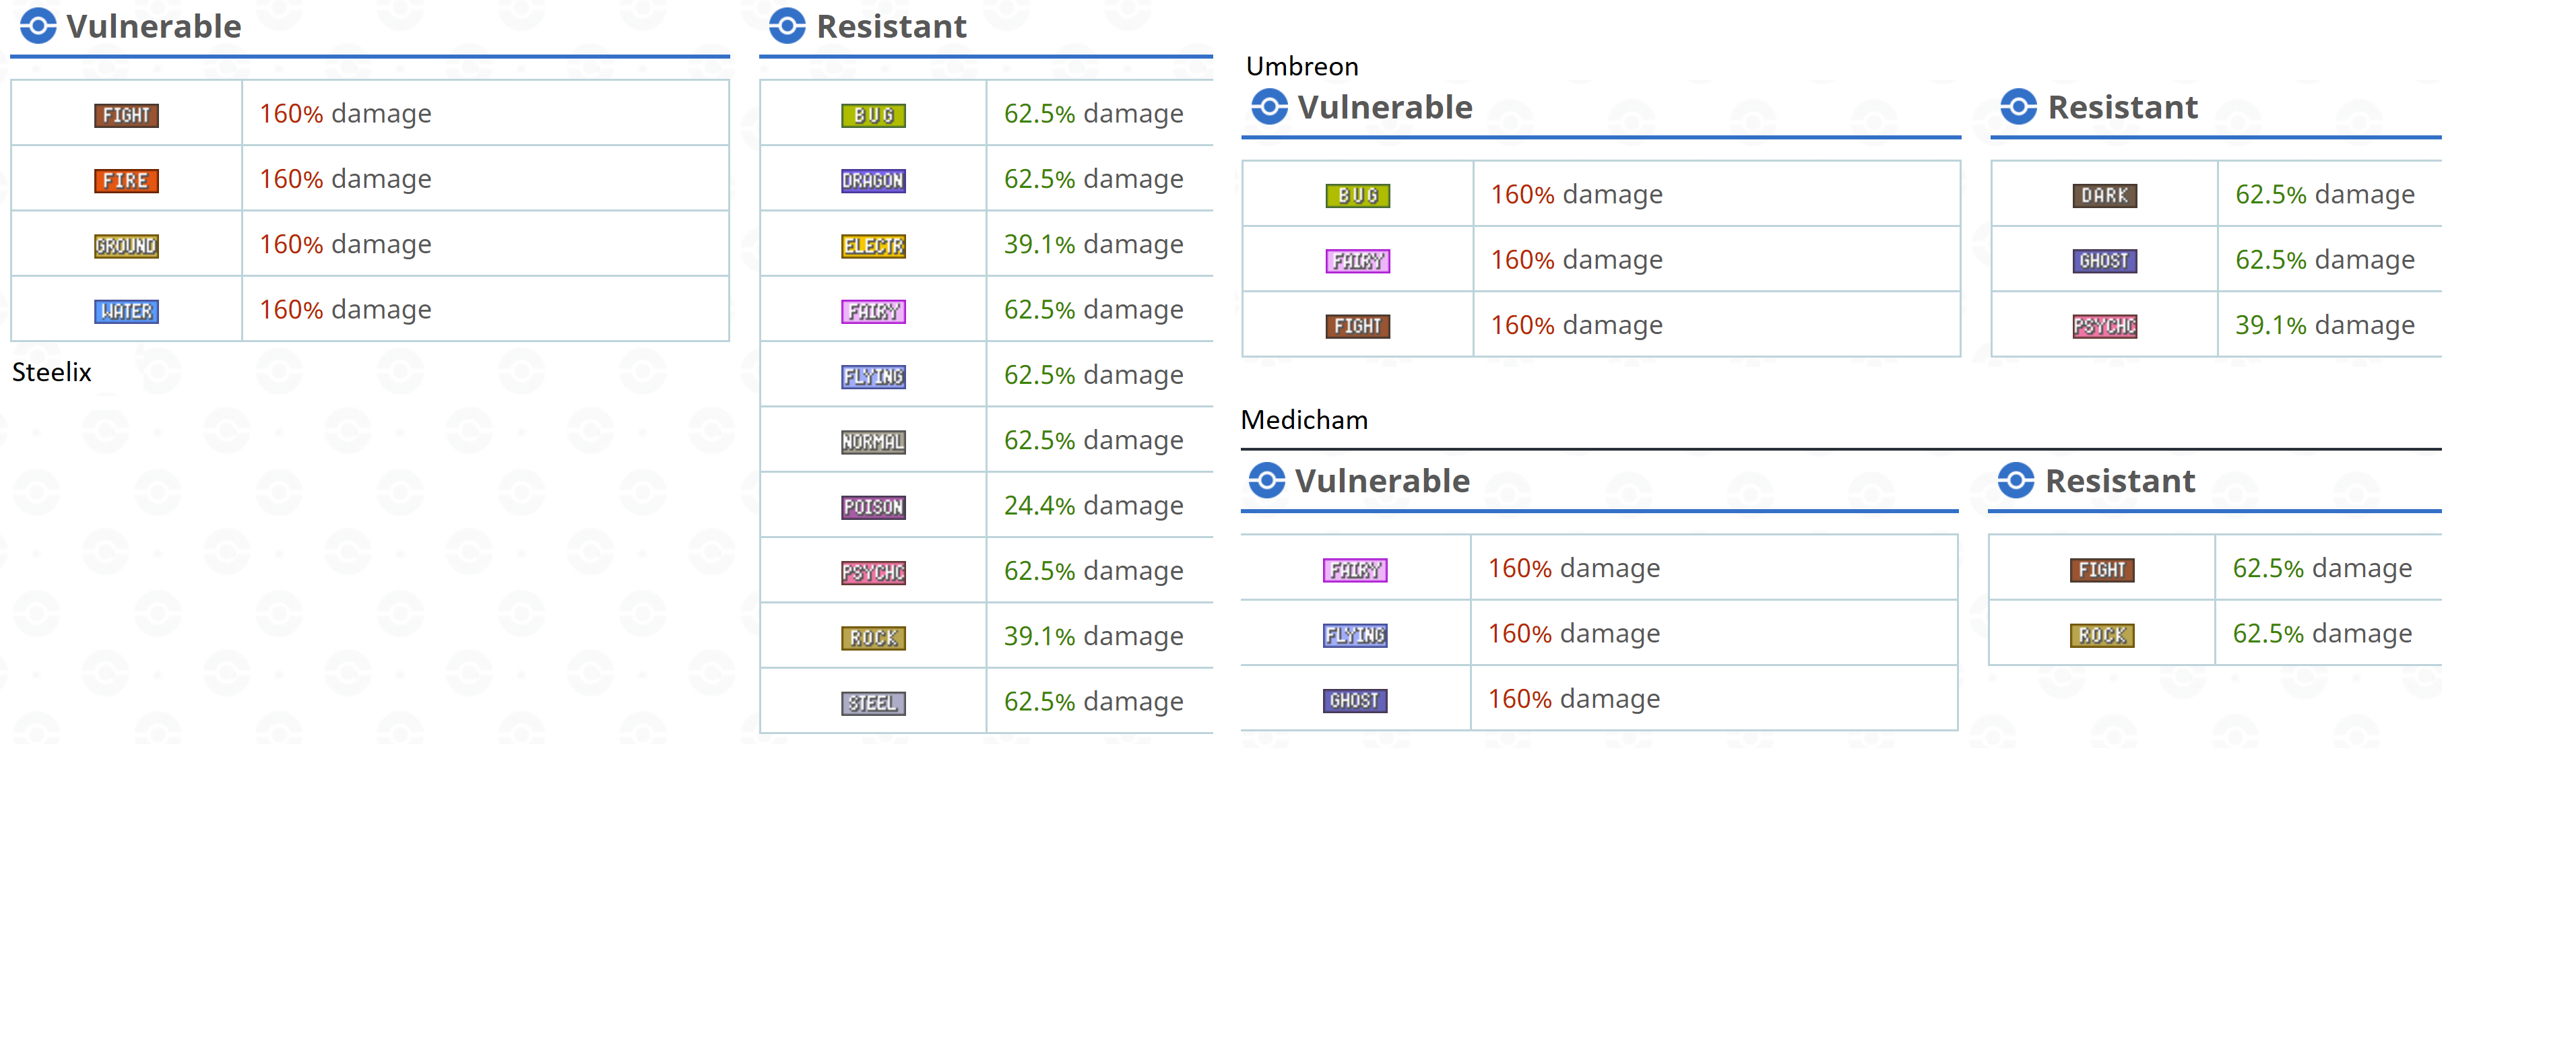 Vulnerable
FIGHT 160% damage
FIRE 160% damage
GROUND 160% damage
WATER 160% damage
Steelix
Resistant
BUG 62.5% damage
DRAGON 62.5% damage
ELECTR 39.1% damage
FAIRY 62.5% damage
FLYING 62.5% damage
NORMAL 62.5% damage
POISON 24.4% damage
PSYCHC 62.5% damage
ROCK 39.1% damage
STEEL 62.5% damage
Umbreon
Vulnerable
BUG 160% damage
FAIRY 160% damage
FIGHT 160% damage
Resistant
DARK 62.5% damage
GHOST 62.5% damage
PSYCHC 39.1% damage
Medicham
Vulnerable
FAIRY 160% damage
FLYING 160% damage
GHOST 160% damage
Resistant
FIGHT 62.5% damage
ROCK 62.5% damage